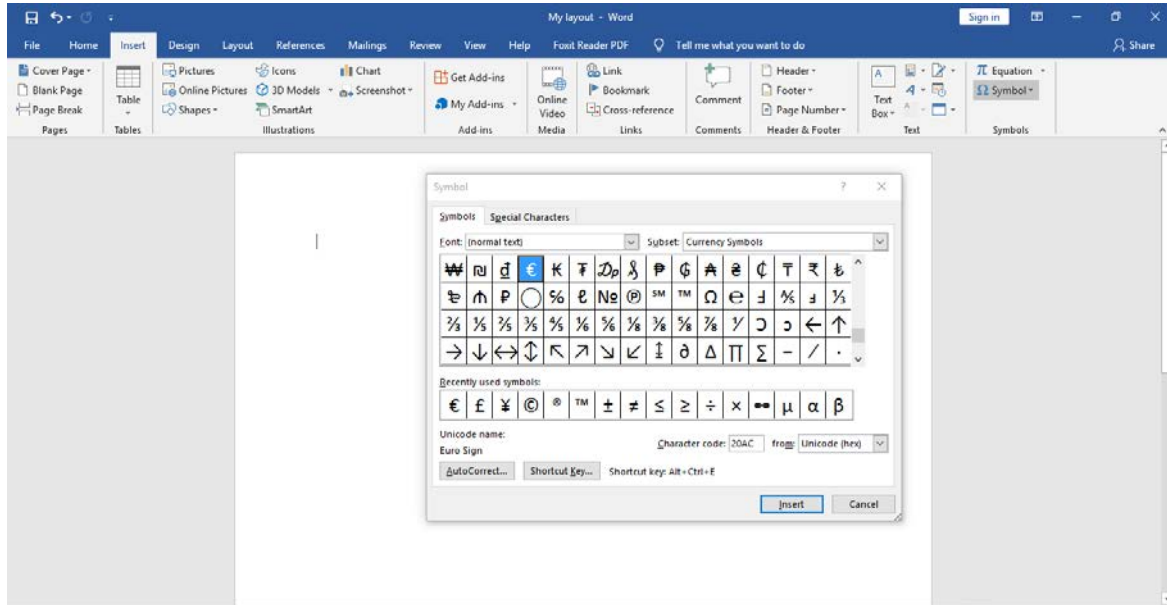 My layout - Word
Sign in
File Home Insert Design Layout References Mailings Review View Help Foxit Reader PDF Tell me what you want to do Share
Cover Page
Blank Page
Page Break
Pages
Table
Tables
Pictures
Online Pictures
Shapes
Icons
3D Models
SmartArt
Chart
Screenshot
Illustrations
Get Add-ins
My Add-ins
Add-ins
Online
Video
Media
Link
Bookmark
Cross-reference
Links
Comment
Comments
Header
Footer
Page Number
Header & Footer
Text
Box
Text
π Equation
Ω Symbol
Symbols
Symbol ? ×
Symbols Special Characters
Font: (normal text) Subset: Currency Symbols
₩ ₪ ₫ € ₭ ₮ ₯ ₰ ₱ ₲ ₳ ₴ ₵ ₸ ₹ ₺
₻ ₼ ₽ ◯ ℅ ℓ № ℗ ℠ ™ Ω ℮ Ⅎ ⅍ ⅎ ⅓
⅔ ⅕ ⅖ ⅗ ⅘ ⅙ ⅚ ⅛ ⅜ ⅝ ⅞ ⅟ Ↄ ↄ ← ↑
→ ↓ ↔ ↕ ↖ ↗ ↘ ↙ ↨ ∂ ∆ ∏ ∑ − ∕ ∙
Recently used symbols:
€ £ ¥ © ® ™ ± ≠ ≤ ≥ ÷ × µ α β
Unicode name:
Euro Sign
Character code: 20AC from: Unicode (hex)
AutoCorrect... Shortcut Key... Shortcut key: Alt+Ctrl+E
Insert Cancel